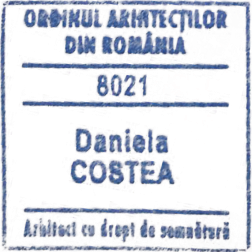 ORDINUL ARHITECȚILOR
DIN ROMÂNIA
8021
Daniela
COSTEA
Arhitect cu drept de semnătură